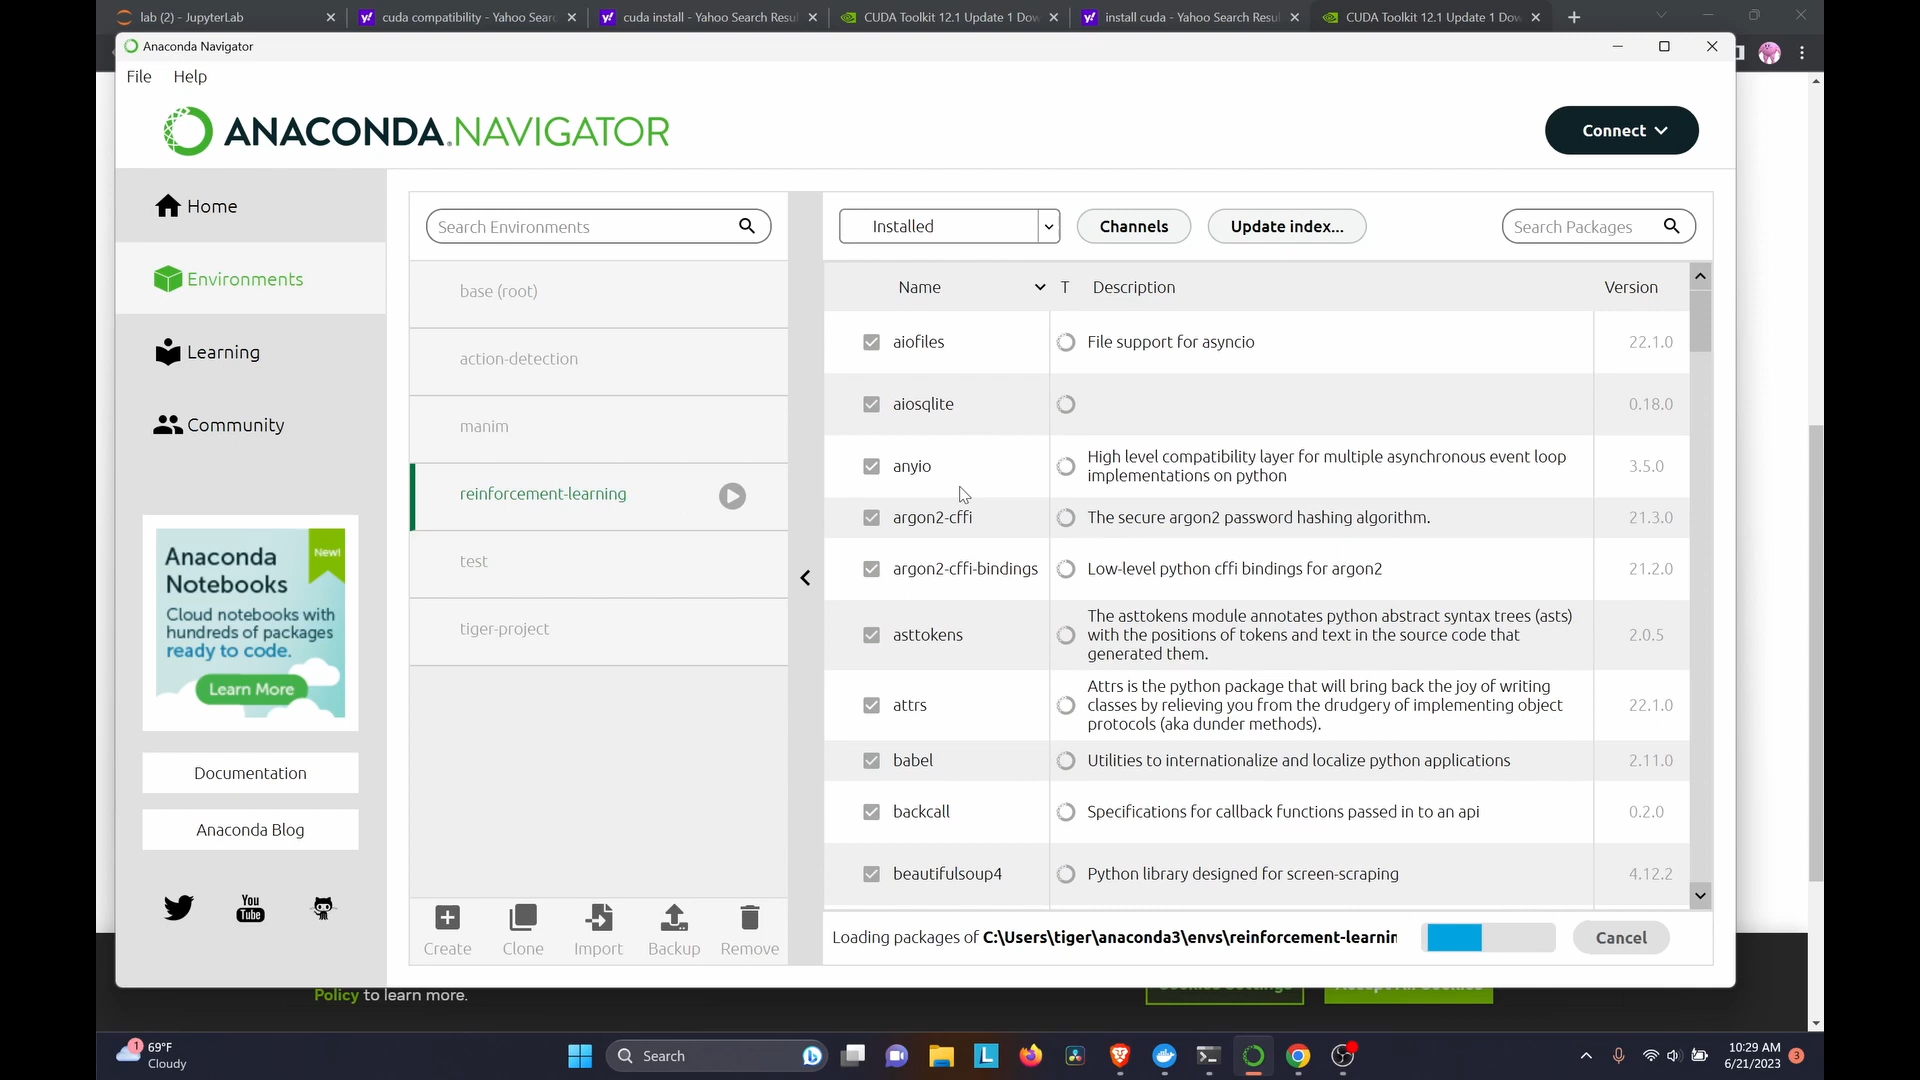 lab (2) - JupyterLab
cuda compatibility - Yahoo Sear
cuda install - Yahoo Search Resul
CUDA Toolkit 12.1 Update 1 Dow
install cuda - Yahoo Search Resul
CUDA Toolkit 12.1 Update 1 Dow
Anaconda Navigator
File Help
ANACONDA.NAVIGATOR
Connect
Home
Environments
Learning
Community
Anaconda
Notebooks
New!
Cloud notebooks with
hundreds of packages
ready to code.
Learn More
Documentation
Anaconda Blog
You
Tube
Search Environments
base (root)
action-detection
manim
reinforcement-learning
test
tiger-project
Create Clone Import Backup Remove
Installed
Channels
Update index...
Search Packages
Name T Description Version
aiofiles File support for asyncio 22.1.0
aiosqlite 0.18.0
anyio High level compatibility layer for multiple asynchronous event loop
implementations on python 3.5.0
argon2-cffi The secure argon2 password hashing algorithm. 21.3.0
argon2-cffi-bindings Low-level python cffi bindings for argon2 21.2.0
asttokens The asttokens module annotates python abstract syntax trees (asts)
with the positions of tokens and text in the source code that
generated them. 2.0.5
attrs Attrs is the python package that will bring back the joy of writing
classes by relieving you from the drudgery of implementing object
protocols (aka dunder methods). 22.1.0
babel Utilities to internationalize and localize python applications 2.11.0
backcall Specifications for callback functions passed in to an api 0.2.0
beautifulsoup4 Python library designed for screen-scraping 4.12.2
Loading packages of C:\Users\tiger\anaconda3\envs\reinforcement-learnin
Cancel
Policy to learn more.
1
69°F
Cloudy
Search
L
10:29 AM
6/21/2023
3